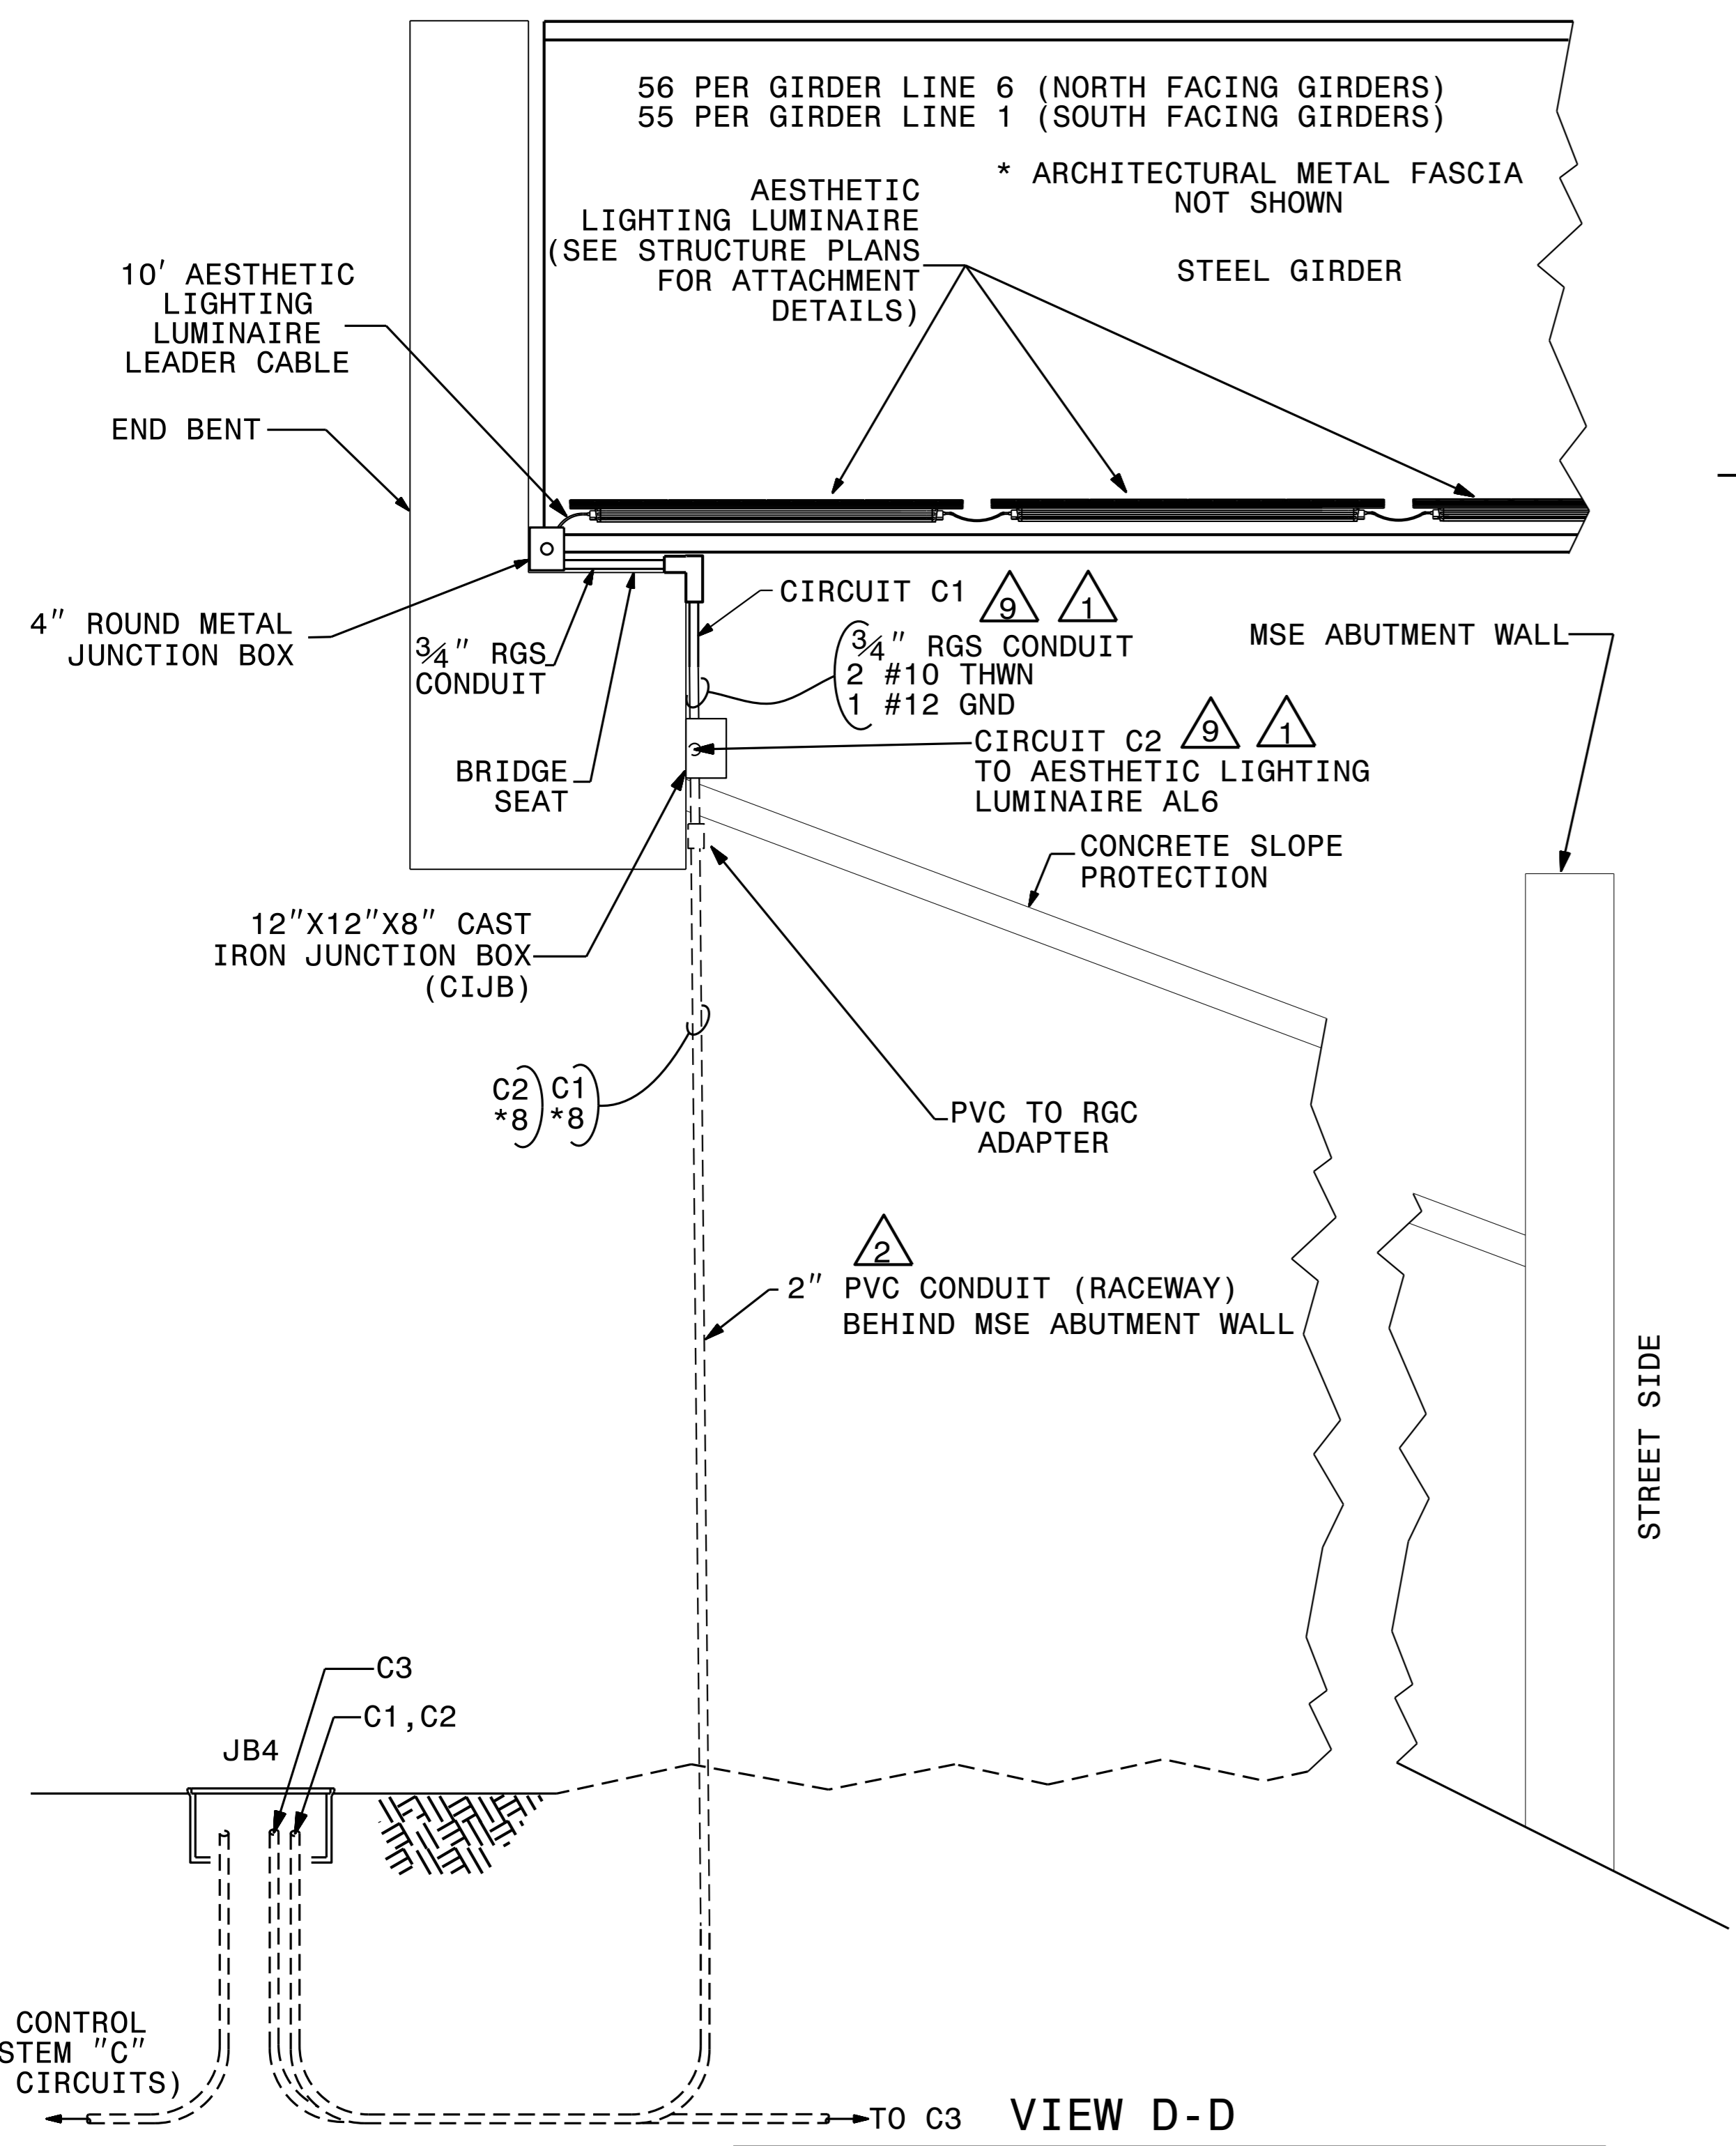 56 PER GIRDER LINE 6 (NORTH FACING GIRDERS)
55 PER GIRDER LINE 1 (SOUTH FACING GIRDERS)
* ARCHITECTURAL METAL FASCIA
NOT SHOWN
AESTHETIC
LIGHTING LUMINAIRE
(SEE STRUCTURE PLANS
FOR ATTACHMENT
DETAILS)
STEEL GIRDER
10' AESTHETIC
LIGHTING
LUMINAIRE
LEADER CABLE
END BENT
4" ROUND METAL
JUNCTION BOX
3/4" RGS
CONDUIT
BRIDGE
SEAT
CIRCUIT C1 9 1
3/4" RGS CONDUIT
2 #10 THWN
1 #12 GND
MSE ABUTMENT WALL
CIRCUIT C2 9 1
TO AESTHETIC LIGHTING
LUMINAIRE AL6
CONCRETE SLOPE
PROTECTION
12"X12"X8" CAST
IRON JUNCTION BOX
(CIJB)
C2 C1
*8 *8
PVC TO RGC
ADAPTER
2
2" PVC CONDUIT (RACEWAY)
BEHIND MSE ABUTMENT WALL
STREET SIDE
C3
C1,C2
JB4
CONTROL
STEM "C"
CIRCUITS)
TO C3
VIEW D-D